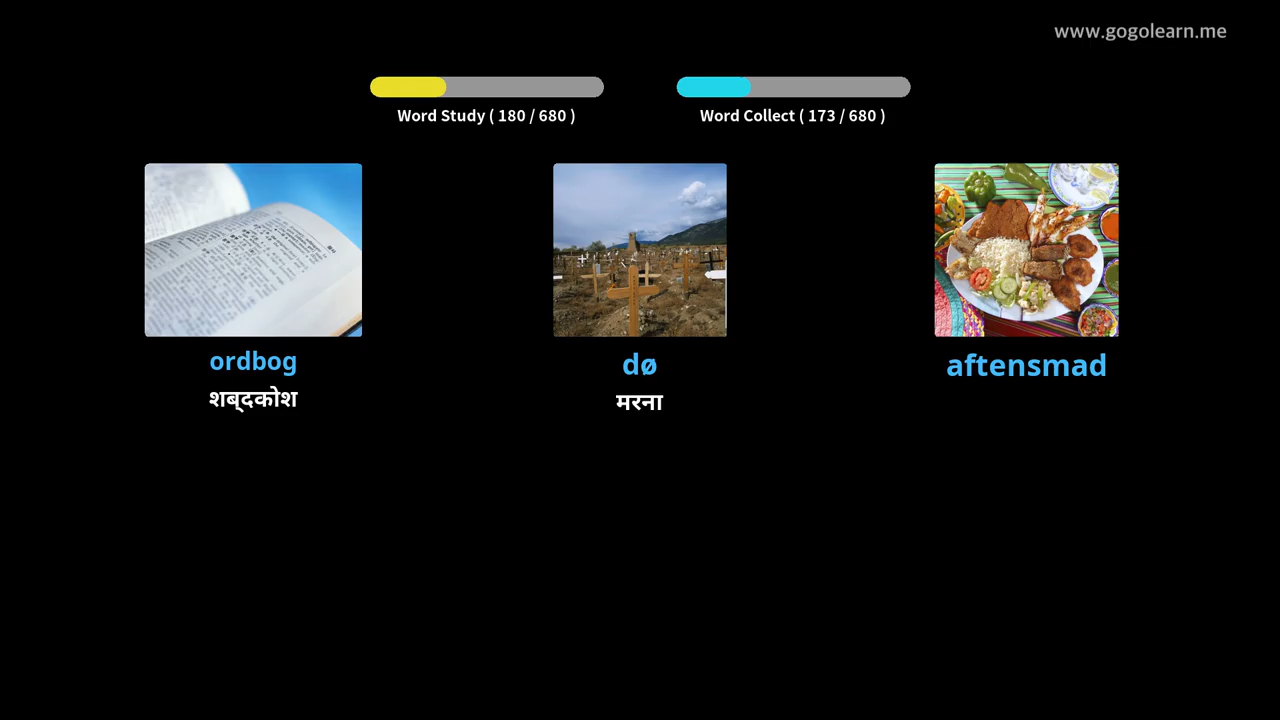 www.gogolearn.me
Word Study ( 180 / 680 )
Word Collect ( 173 / 680 )
ordbog
dø
aftensmad
शब्दकोश
मरना